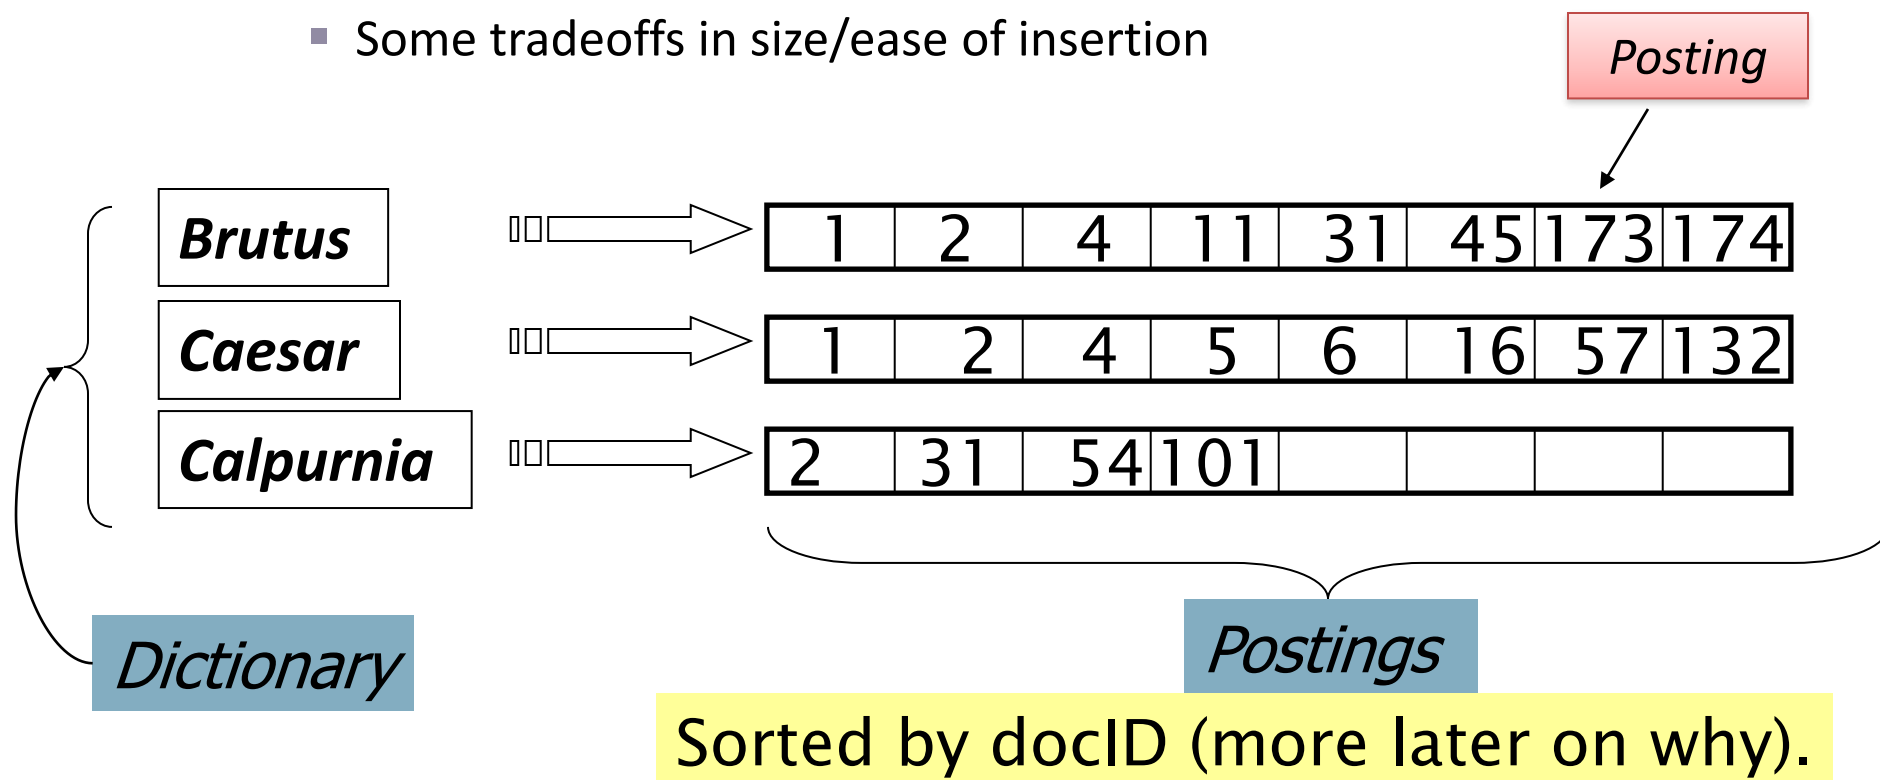 ▪ Some tradeoffs in size/ease of insertion
Posting
Brutus 1 2 4 11 31 45 173 174
Caesar 1 2 4 5 6 16 57 132
Calpurnia 2 31 54 101
Dictionary
Postings
Sorted by docID (more later on why).